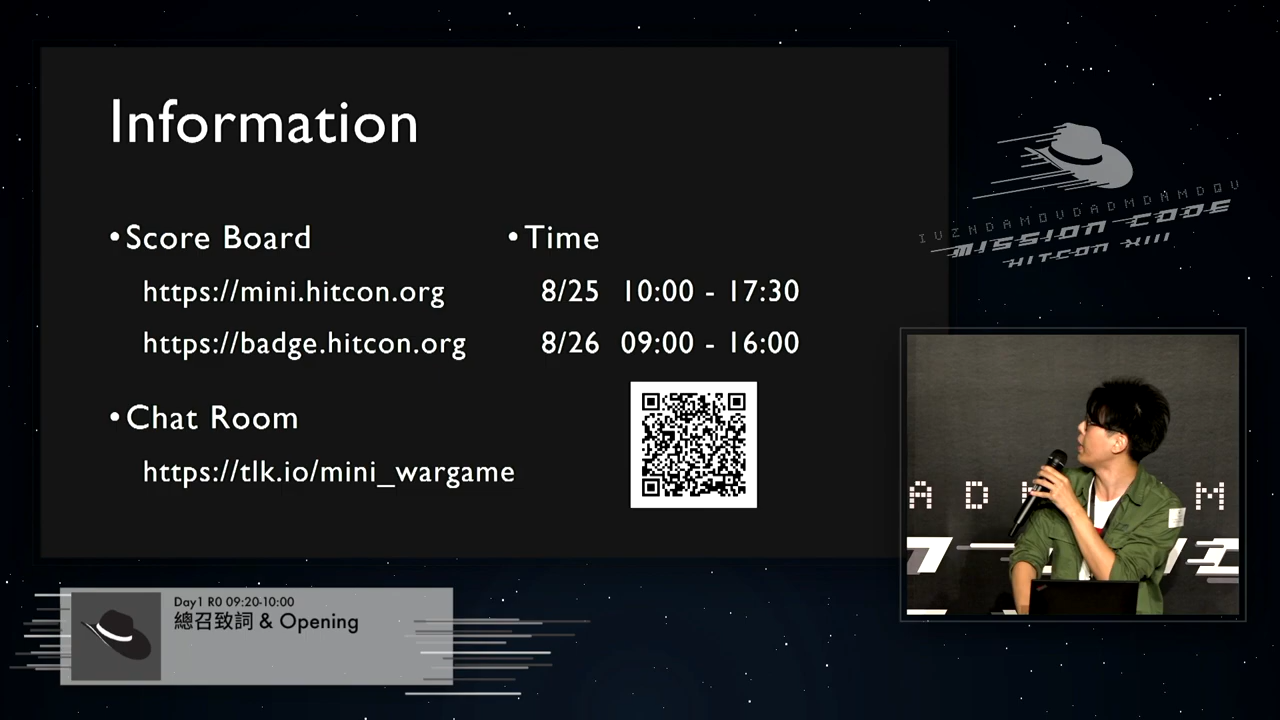 Information
• Score Board
https://mini.hitcon.org
https://badge.hitcon.org
• Chat Room
https://tlk.io/mini_wargame
• Time
8/25 10:00 - 17:30
8/26 09:00 - 16:00
IVZNDAMOVDADMDNMDQV
MISSION CODE
HITCON XIII
A D M
M
Day1 R0 09:20-10:00
總召致詞 & Opening